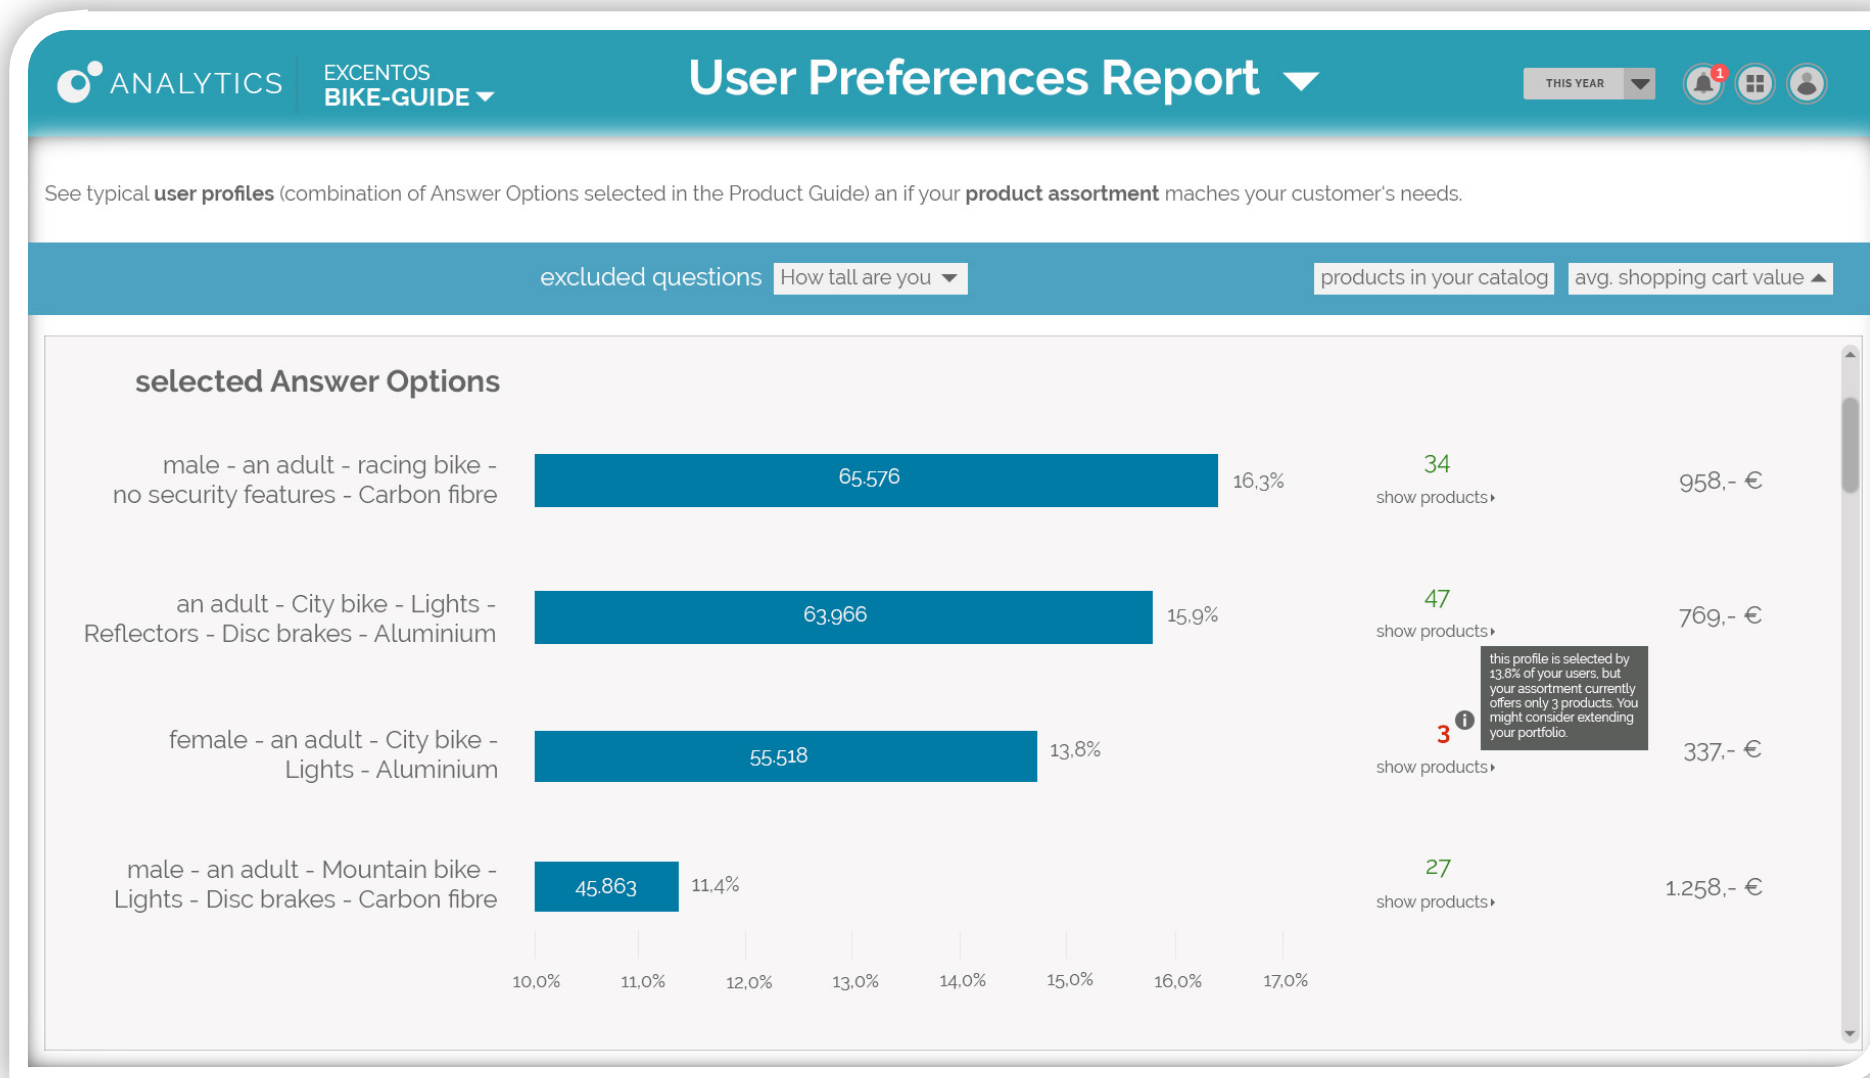 ANALYTICS
EXCENTOS
BIKE-GUIDE
User Preferences Report
THIS YEAR
1
See typical user profiles (combination of Answer Options selected in the Product Guide) an if your product assortment maches your customer's needs.
excluded questions
How tall are you
products in your catalog
avg. shopping cart value
selected Answer Options
male - an adult - racing bike -
no security features - Carbon fibre
65.576
16,3%
34
show products
958,- €
an adult - City bike - Lights -
Reflectors - Disc brakes - Aluminium
63.966
15,9%
47
show products
769,- €
this profile is selected by
13,8% of your users, but
your assortment currently
offers only 3 products. You
might consider extending
your portfolio.
female - an adult - City bike -
Lights - Aluminium
55.518
13,8%
3
i
show products
337,- €
male - an adult - Mountain bike -
Lights - Disc brakes - Carbon fibre
45.863
11,4%
27
show products
1.258,- €
10,0%
11,0%
12,0%
13,0%
14,0%
15,0%
16,0%
17,0%